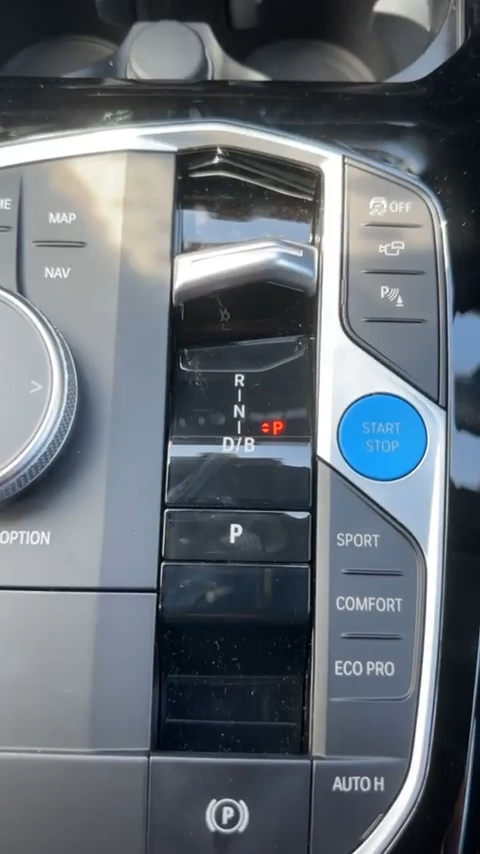 MAP
NAV
OFF
P
R
N
P
D/B
START
STOP
OPTION
P
SPORT
COMFORT
ECO PRO
AUTO H
P